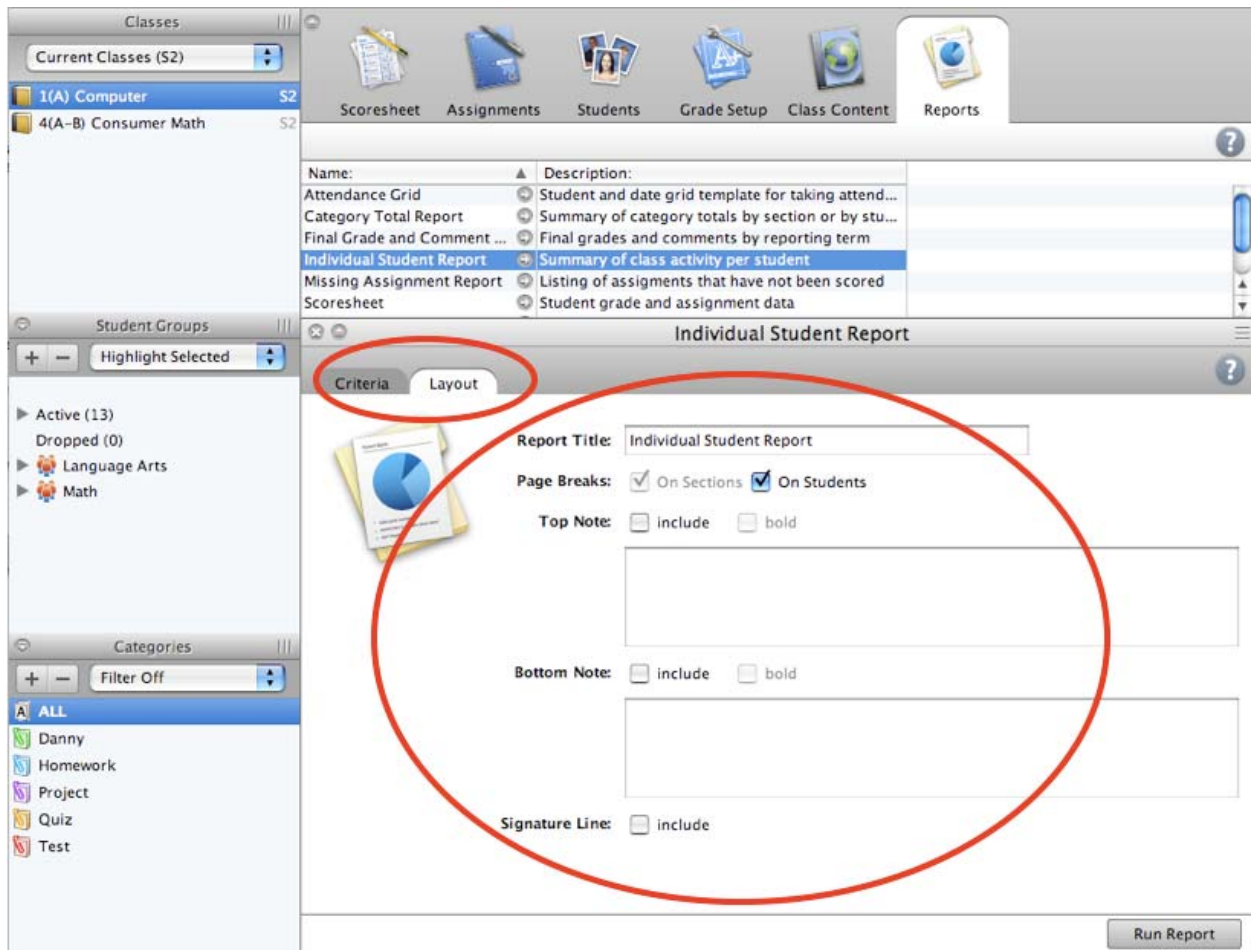 Classes
Current Classes (S2)
1(A) Computer S2
4(A-B) Consumer Math S2
Student Groups
Highlight Selected
Active (13)
Dropped (0)
Language Arts
Math
Categories
Filter Off
ALL
Danny
Homework
Project
Quiz
Test
Scoresheet Assignments Students Grade Setup Class Content Reports
Name: Description:
Attendance Grid Student and date grid template for taking attend...
Category Total Report Summary of category totals by section or by stu...
Final Grade and Comment ... Final grades and comments by reporting term
Individual Student Report Summary of class activity per student
Missing Assignment Report Listing of assigments that have not been scored
Scoresheet Student grade and assignment data
Individual Student Report
Criteria Layout
Report Title: Individual Student Report
Page Breaks: On Sections On Students
Top Note: include bold
Bottom Note: include bold
Signature Line: include
Run Report